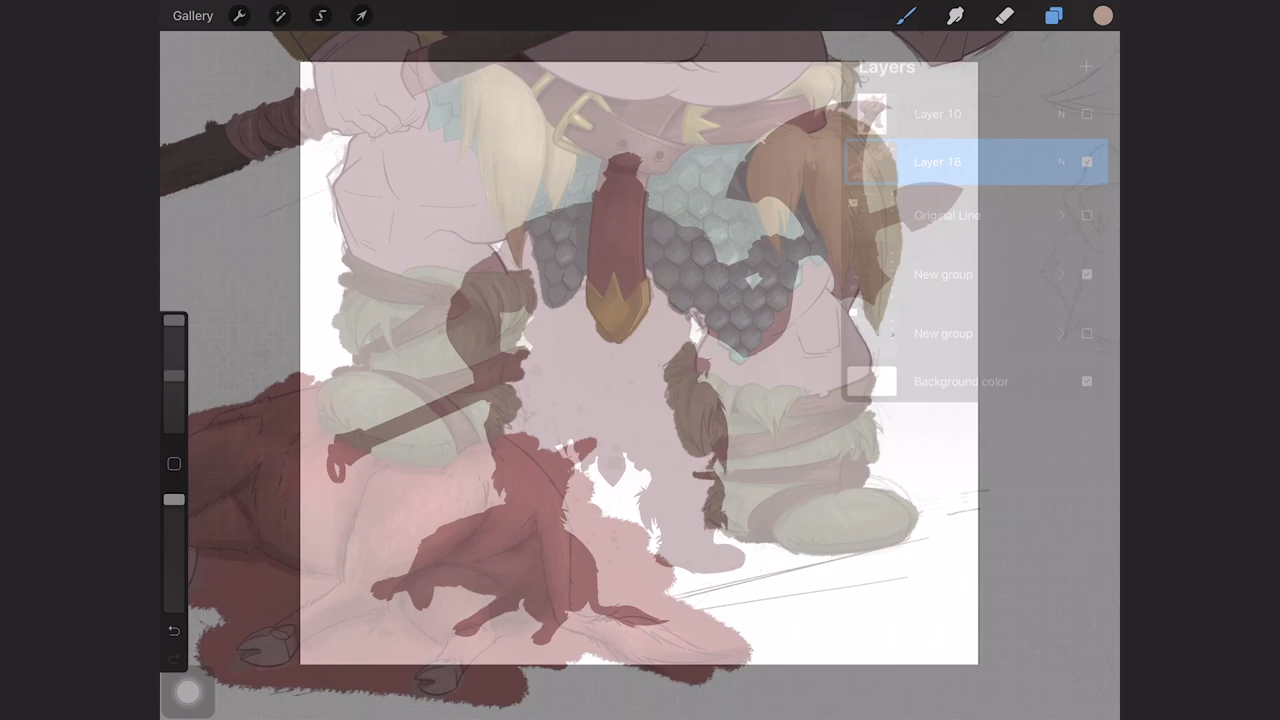 Gallery
Layers
Layer 10 N
Layer 18 N
Original Line
New group
New group
Background color